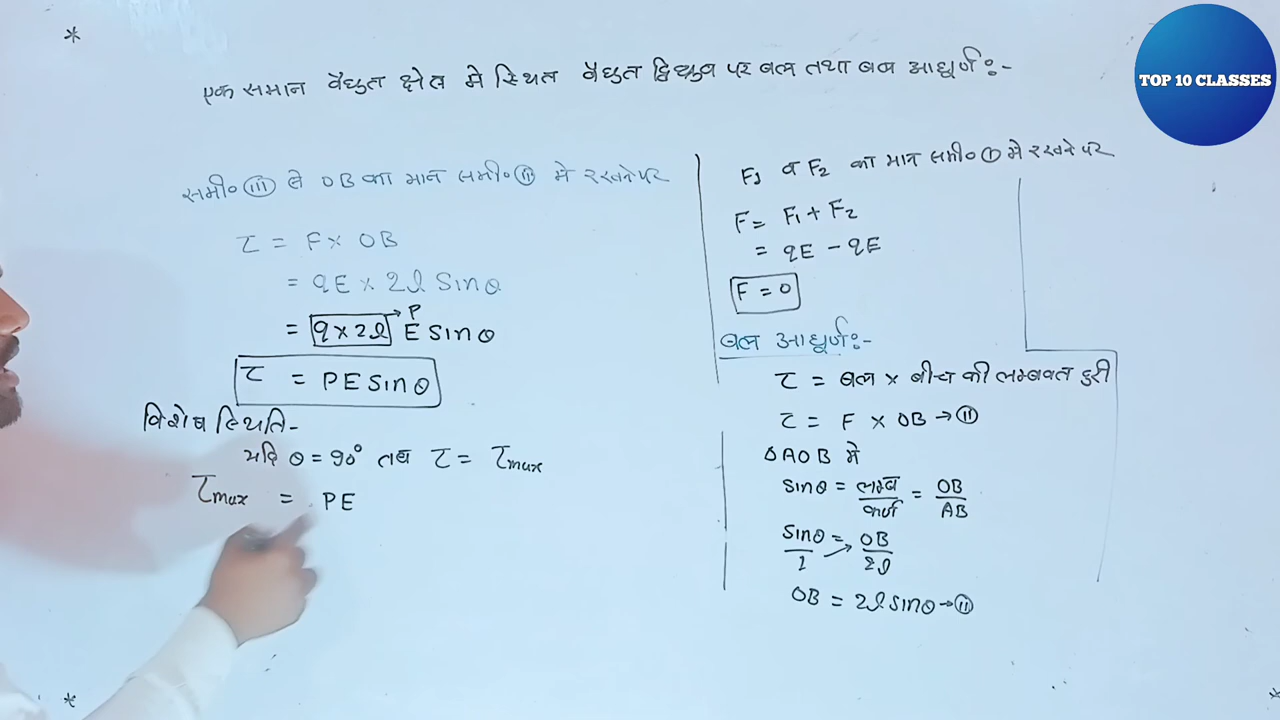 TOP 10 CLASSES
एक समान वैद्युत क्षेत्र मे स्थित वैद्युत द्विध्रुव पर बल तथा बल आघूर्ण:-
समी० (III) से OB का मान समी० (II) मे रखने पर
τ = F × OB
= qE × 2l Sinθ
= q × 2l E Sinθ
P
τ = PE Sinθ
विशेष स्थिति-
यदि θ = 90° तब τ = τmax
τmax = PE
F1 व F2 का मान समी० (I) मे रखने पर
F = F1 + F2
= qE - qE
F = 0
बल आघूर्ण:-
τ = बल × बीच की लम्बवत दुरी
τ = F × OB → (II)
ΔAOB मे
Sinθ = लम्ब/कर्ण = OB/AB
Sinθ/1 = OB/2l
OB = 2l Sinθ → (II)